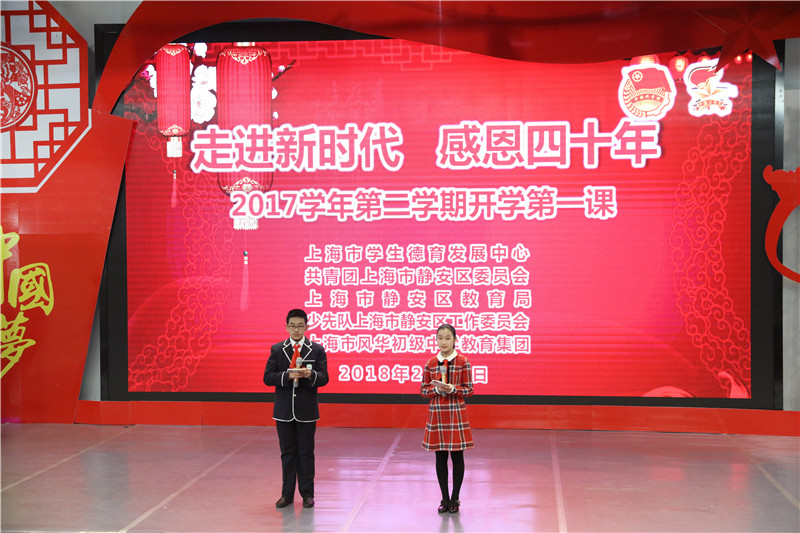 走进新时代 感恩四十年
2017学年第二学期开学第一课
上海市学生德育发展中心
共青团上海市静安区委员会
上海市静安区教育局
少先队上海市静安区工作委员会
上海市风华初级中 教育集团
2018年2 日
中
國
夢